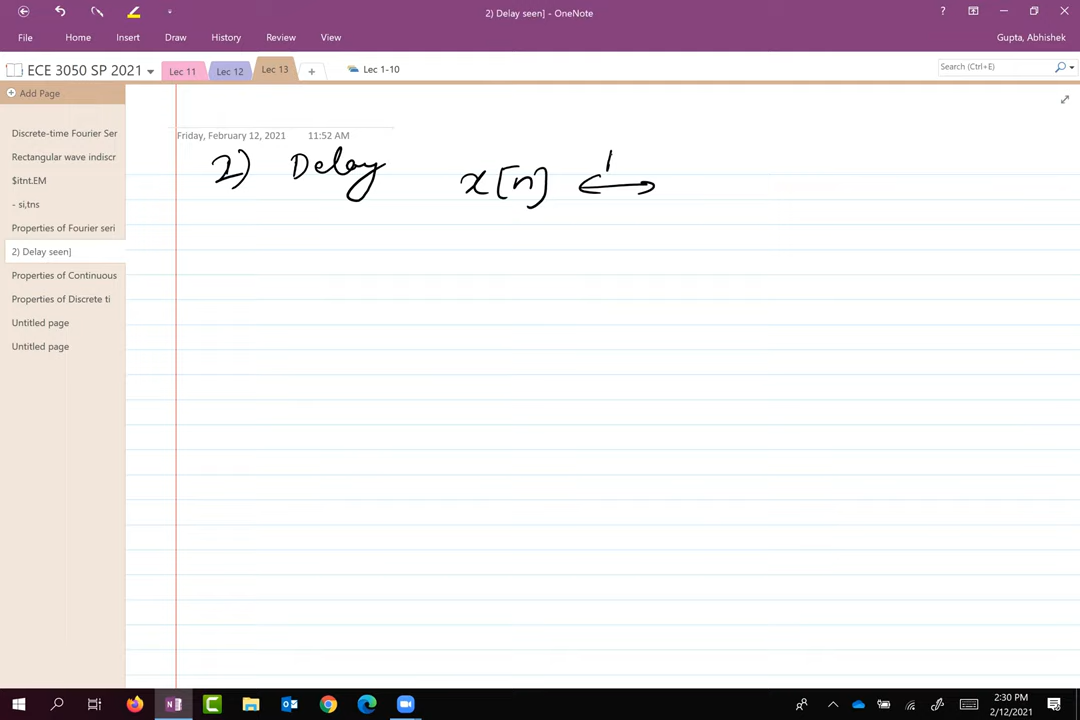 2) Delay seen] - OneNote
?
File Home Insert Draw History Review View
Gupta, Abhishek
ECE 3050 SP 2021
Lec 11
Lec 12
Lec 13
+
Lec 1-10
Search (Ctrl+E)
+ Add Page
Discrete-time Fourier Ser
Rectangular wave indiscr
$itnt.EM
- si,tns
Properties of Fourier seri
2) Delay seen]
Properties of Continuous
Properties of Discrete ti
Untitled page
Untitled page
Friday, February 12, 2021 11:52 AM
2) Delay x[n] ↔
2:30 PM
2/12/2021